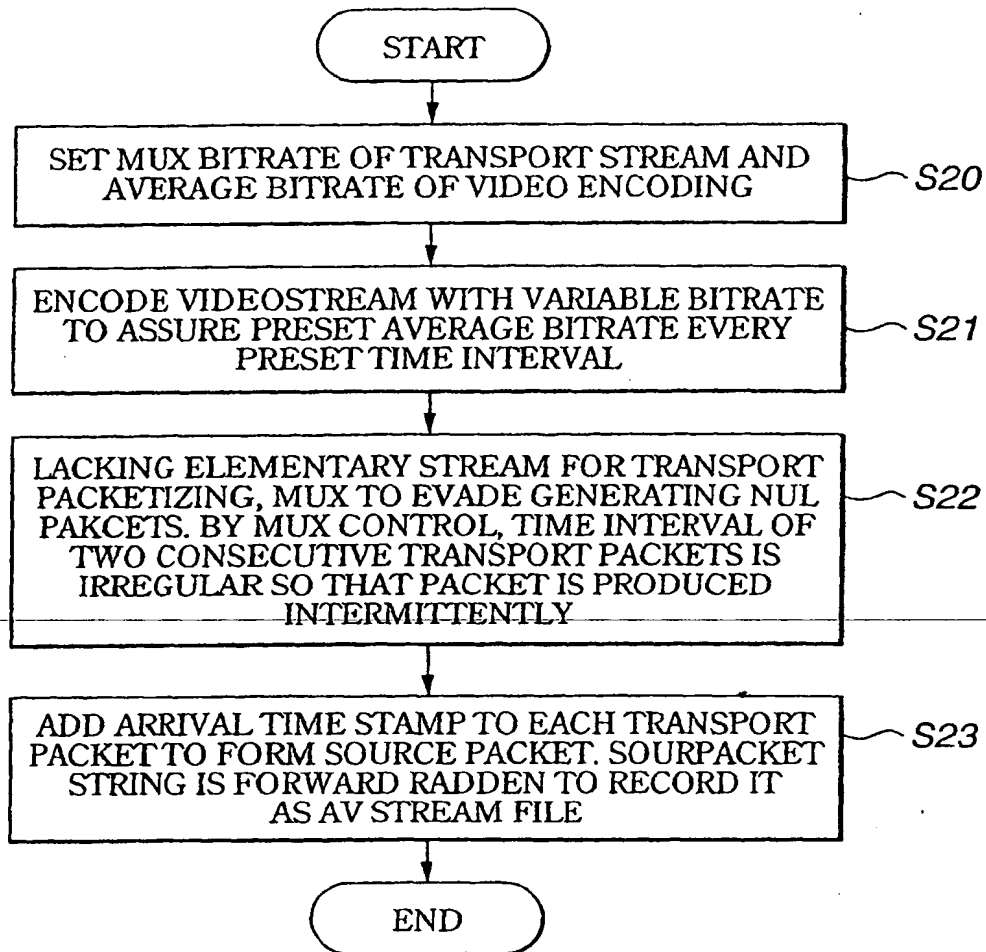 START
SET MUX BITRATE OF TRANSPORT STREAM AND
AVERAGE BITRATE OF VIDEO ENCODING
S20
ENCODE VIDEOSTREAM WITH VARIABLE BITRATE
TO ASSURE PRESET AVERAGE BITRATE EVERY
PRESET TIME INTERVAL
S21
LACKING ELEMENTARY STREAM FOR TRANSPORT
PACKETIZING, MUX TO EVADE GENERATING NUL
PAKCETS. BY MUX CONTROL, TIME INTERVAL OF
TWO CONSECUTIVE TRANSPORT PACKETS IS
IRREGULAR SO THAT PACKET IS PRODUCED
INTERMITTENTLY
S22
ADD ARRIVAL TIME STAMP TO EACH TRANSPORT
PACKET TO FORM SOURCE PACKET. SOURPACKET
STRING IS FORWARD RADDEN TO RECORD IT
AS AV STREAM FILE
S23
END